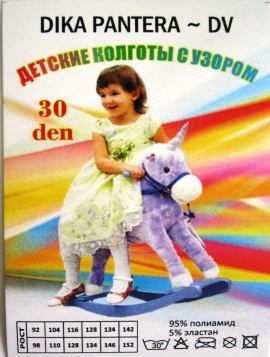 DIKA PANTERA ~ DV
ДЕТСКИЕ КОЛГОТЫ С УЗОРОМ
30
den
95% полиамид
5% эластан
РОСТ 92 104 116 128 134 142
98 110 128 134 146 152
30°